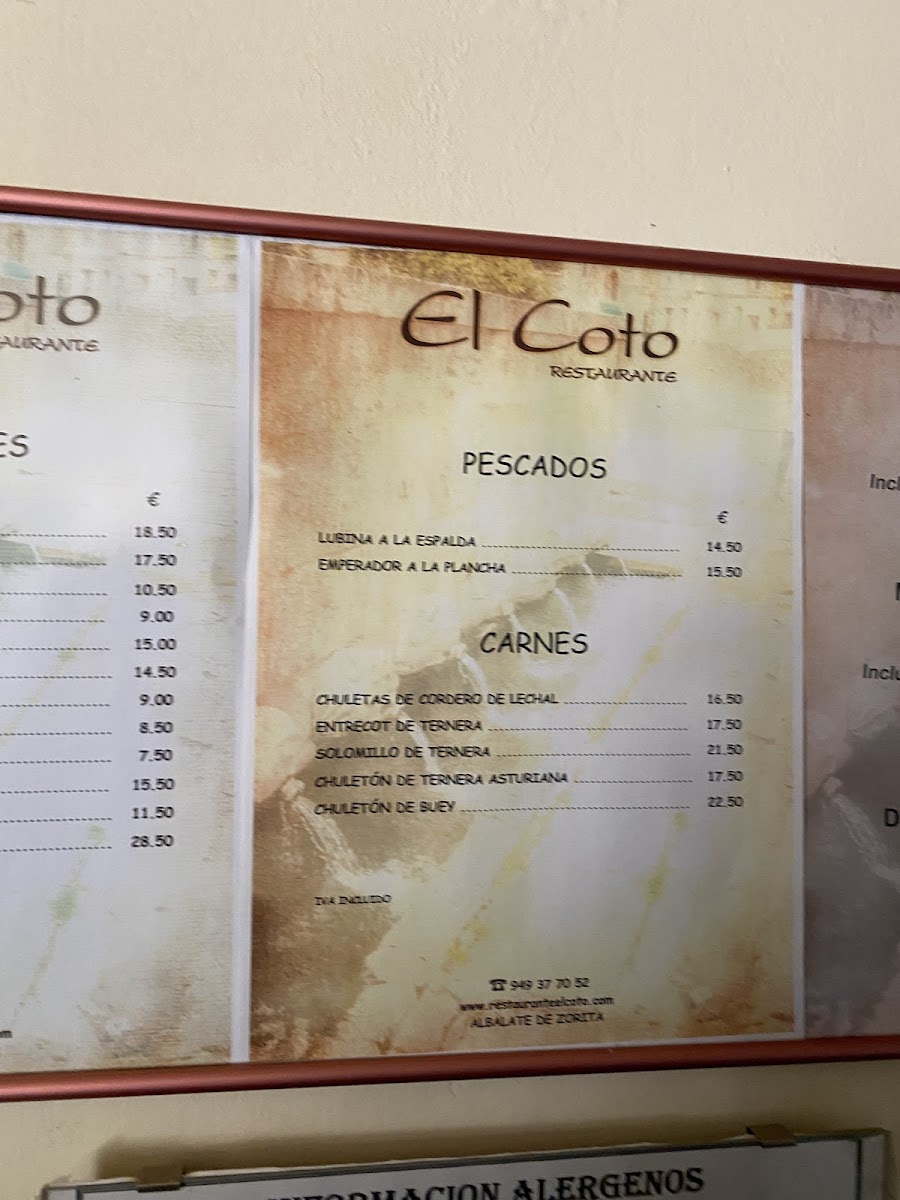 oto
AURANTE
ES
€
18.50
17.50
10.50
9.00
15.00
14.50
9.00
8.50
7.50
15.50
11.50
28.50
om
El Coto
RESTAURANTE
PESCADOS
€
LUBINA A LA ESPALDA 14.50
EMPERADOR A LA PLANCHA 15.50
CARNES
CHULETAS DE CORDERO DE LECHAL 16.50
ENTRECOT DE TERNERA 17.50
SOLOMILLO DE TERNERA 21.50
CHULETÓN DE TERNERA ASTURIANA 17.50
CHULETÓN DE BUEY 22.50
IVA INCLUIDO
☎ 949 37 70 52
www.restauranteelcoto.com
ALBALATE DE ZORITA
Incl
Inclu
D
INFORMACION ALERGENOS